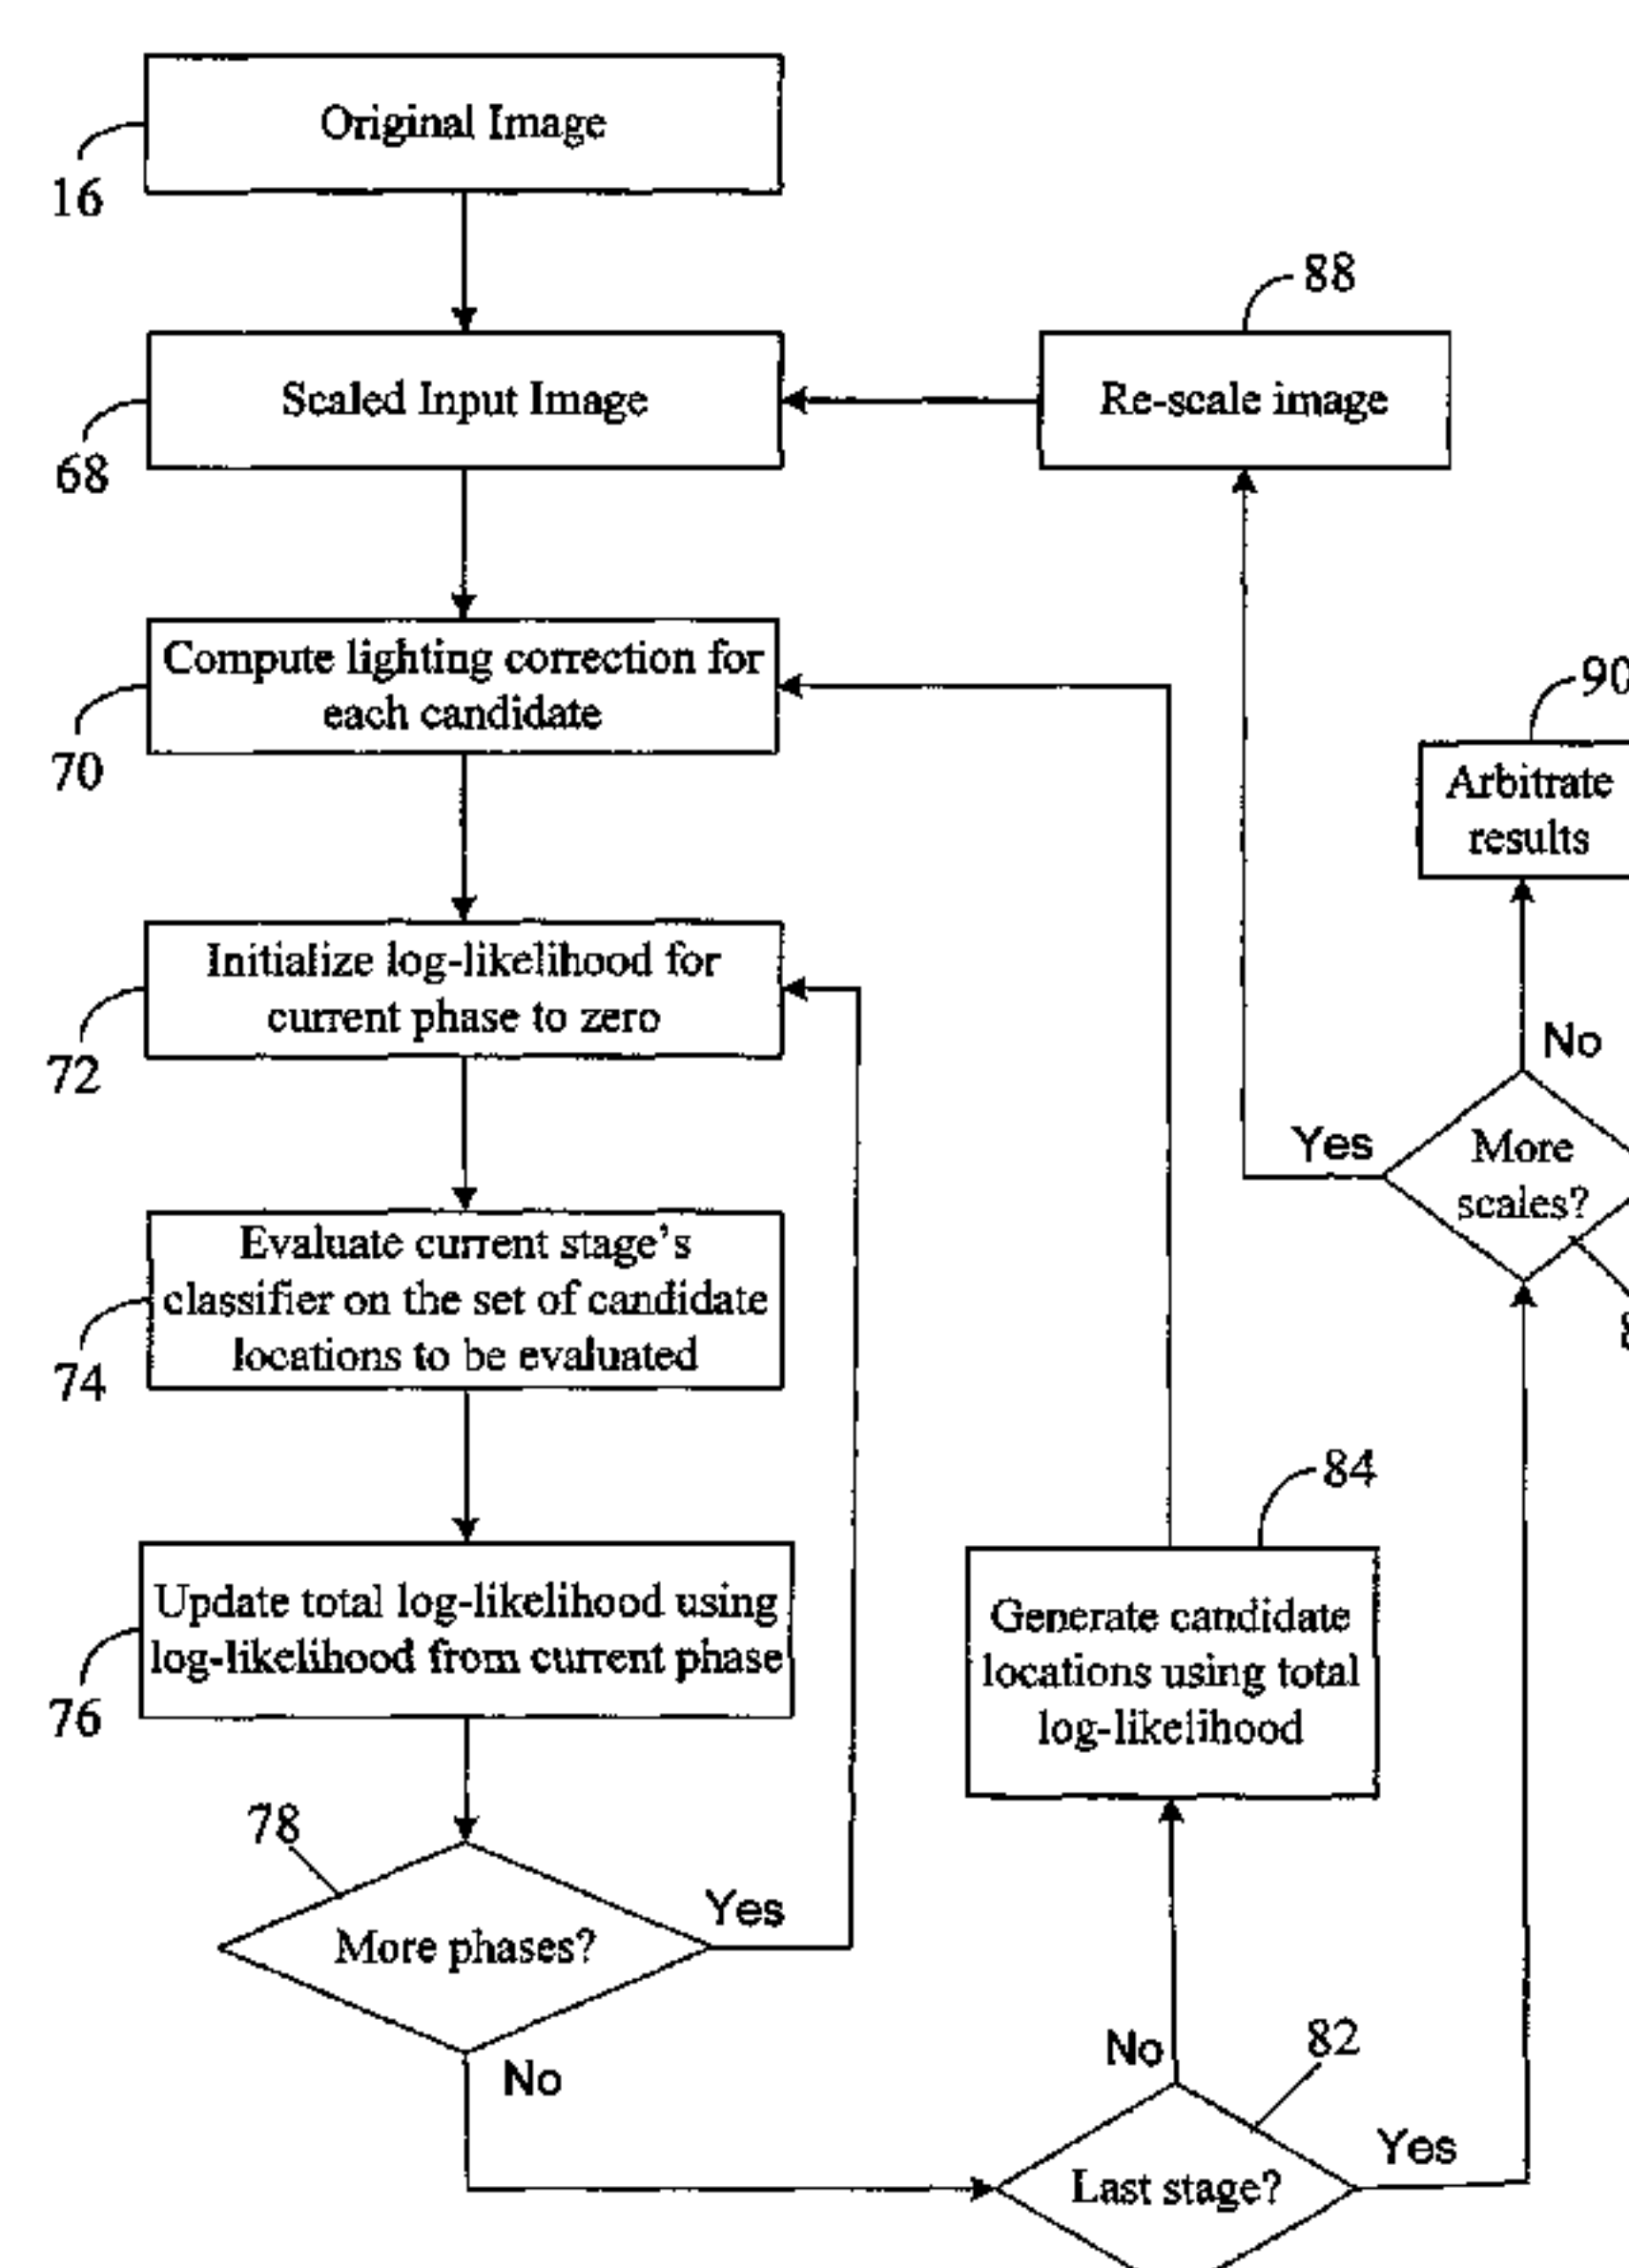 Original Image
16
88
Scaled Input Image
Re-scale image
68
Compute lighting correction for
each candidate
70
90
Arbitrate
results
Initialize log-likelihood for
current phase to zero
72
No
Yes
More
scales?
Evaluate current stage's
classifier on the set of candidate
locations to be evaluated
74
84
Update total log-likelihood using
log-likelihood from current phase
76
Generate candidate
locations using total
log-likelihood
78
Yes
More phases?
No
No
82
Yes
Last stage?